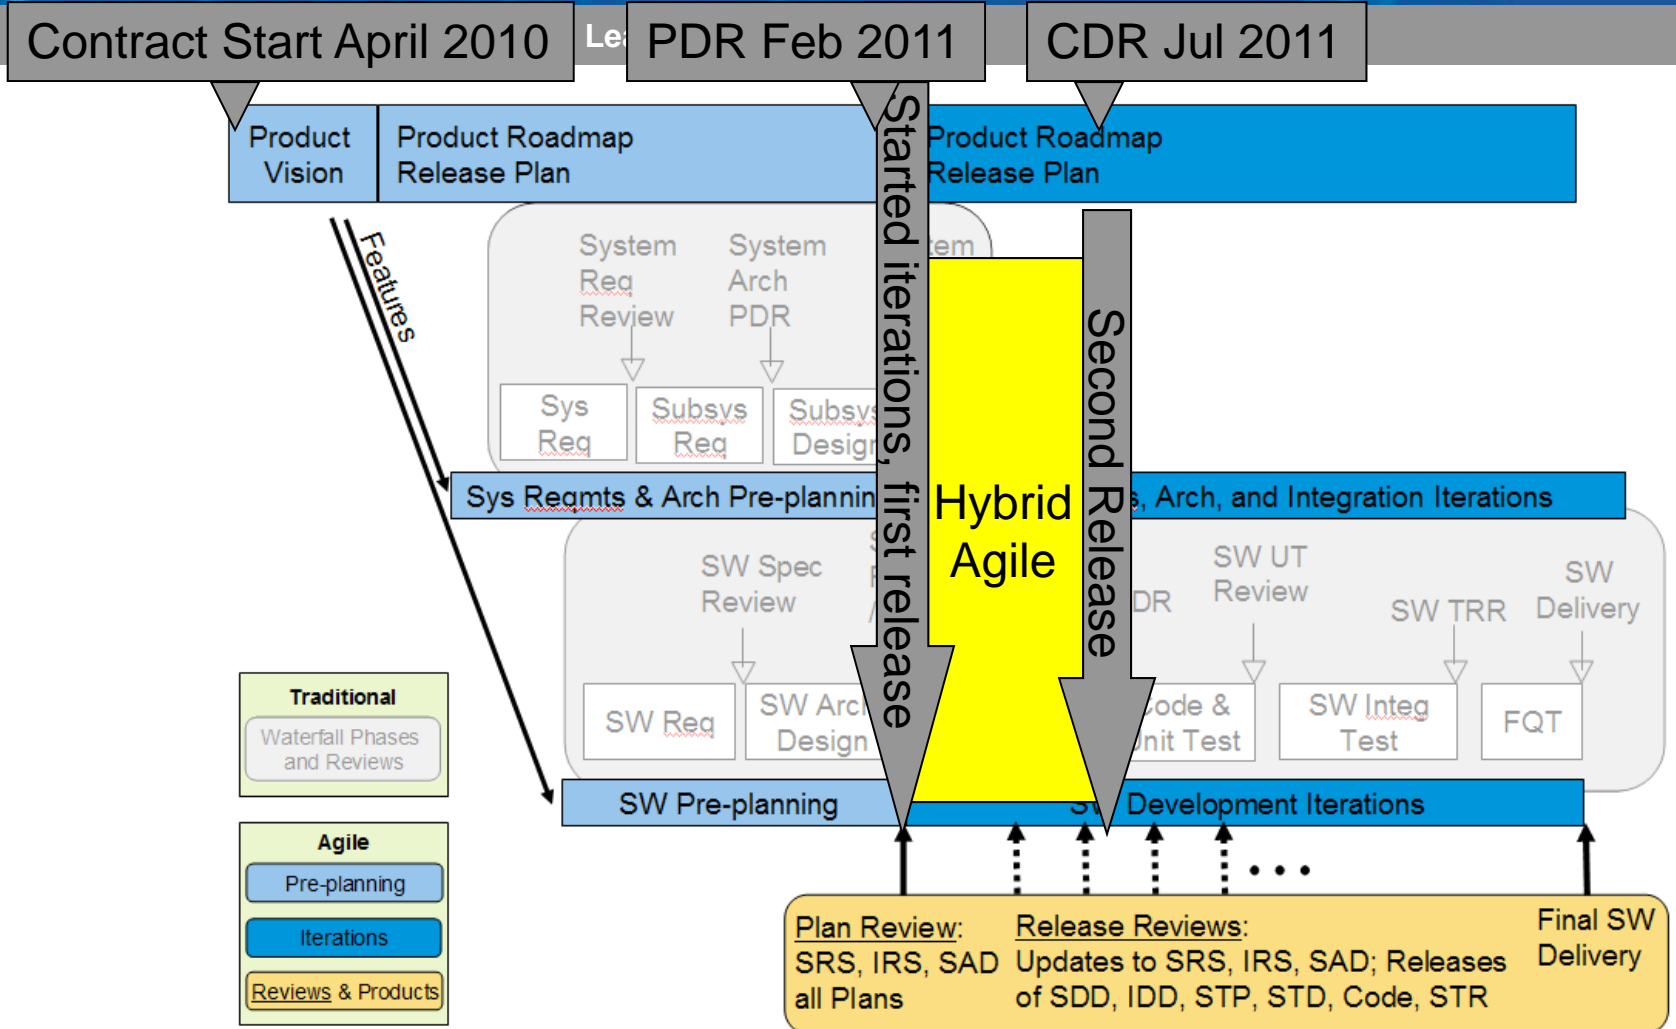 Contract Start April 2010
PDR Feb 2011
CDR Jul 2011
Product
Vision
Product Roadmap
Release Plan
Product Roadmap
Release Plan
Started iterations, first release
Second Release
Features
System
Req
Review
System
Arch
PDR
Sys
Req
Subsys
Req
Subsys
Design
Sys Reqmts & Arch Pre-planning
Arch, and Integration Iterations
Hybrid
Agile
SW Spec
Review
SW UT
Review
SW TRR
SW
Delivery
SW Req
SW Arch
Design
Code &
Unit Test
SW Integ
Test
FQT
SW Pre-planning
SW Development Iterations
Traditional
Waterfall Phases
and Reviews
Agile
Pre-planning
Iterations
Reviews & Products
Plan Review:
SRS, IRS, SAD
all Plans
Release Reviews:
Updates to SRS, IRS, SAD; Releases
of SDD, IDD, STP, STD, Code, STR
Final SW
Delivery